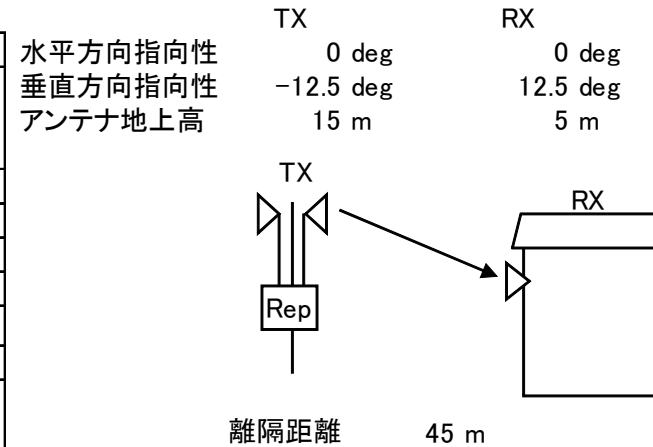 TX RX
水平方向指向性 0 deg 0 deg
垂直方向指向性 -12.5 deg 12.5 deg
アンテナ地上高 15 m 5 m
TX
RX
Rep
離隔距離 45 m